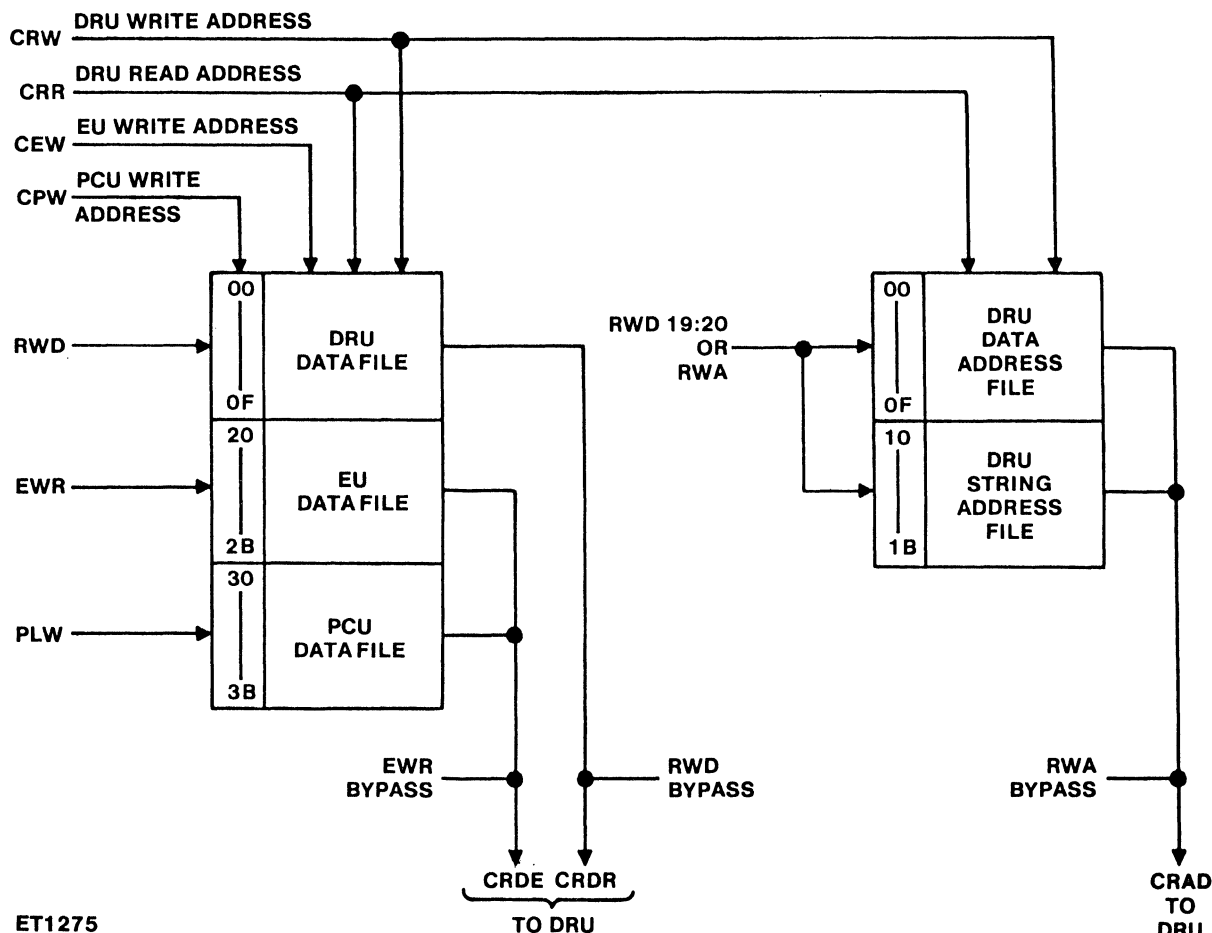 CRW DRU WRITE ADDRESS
CRR DRU READ ADDRESS
CEW EU WRITE ADDRESS
CPW PCU WRITE
ADDRESS
RWD
EWR
PLW
00
0F
DRU
DATA FILE
20
2B
EU
DATA FILE
30
3B
PCU
DATA FILE
RWD 19:20
OR
RWA
00
0F
DRU
DATA
ADDRESS
FILE
10
1B
DRU
STRING
ADDRESS
FILE
EWR
BYPASS
RWD
BYPASS
RWA
BYPASS
CRDE CRDR
TO DRU
CRAD
TO
DRU
ET1275